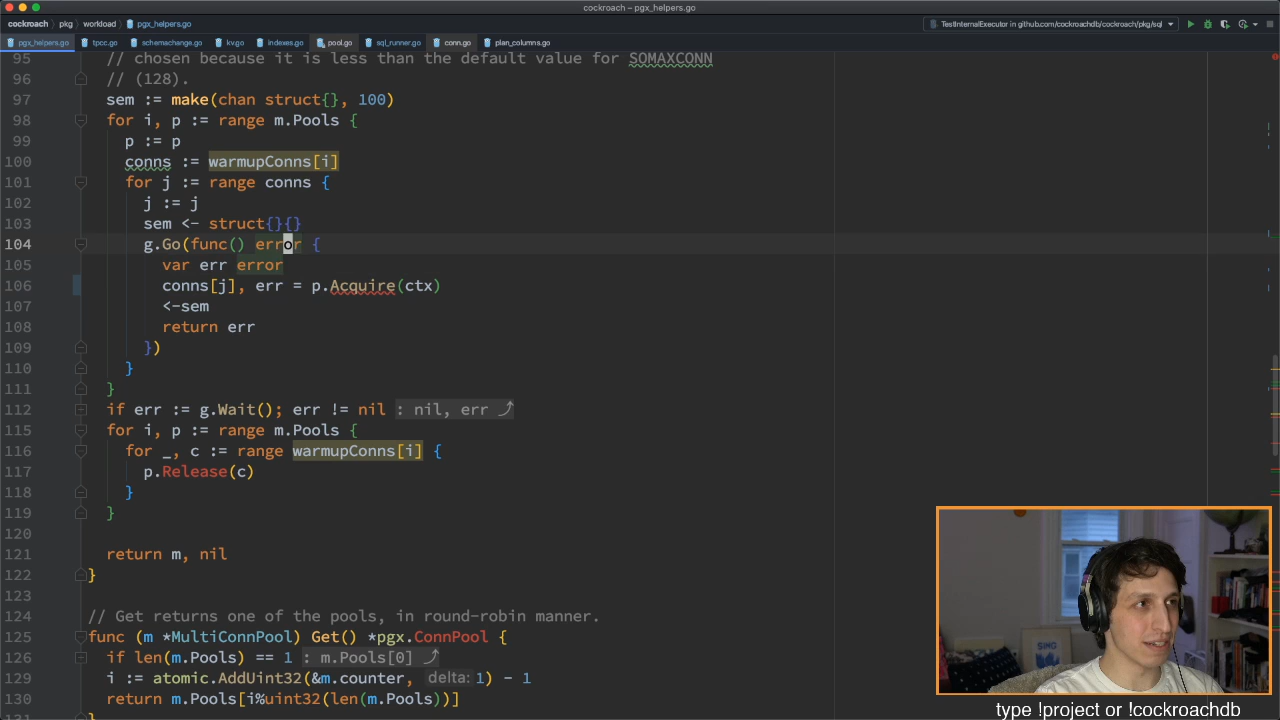 cockroach – pgx_helpers.go
cockroach › pkg › workload › pgx_helpers.go
TestInternalExecutor in github.com/cockroachdb/cockroach/pkg/sql
pgx_helpers.go tpcc.go schemachange.go kv.go indexes.go pool.go sql_runner.go conn.go plan_columns.go
95 // chosen because it is less than the default value for SOMAXCONN
96 // (128).
97 sem := make(chan struct{}, 100)
98 for i, p := range m.Pools {
99 p := p
100 conns := warmupConns[i]
101 for j := range conns {
102 j := j
103 sem <- struct{}{}
104 g.Go(func() error {
105 var err error
106 conns[j], err = p.Acquire(ctx)
107 <-sem
108 return err
109 })
110 }
111 }
112 if err := g.Wait(); err != nil : nil, err
115 for i, p := range m.Pools {
116 for _, c := range warmupConns[i] {
117 p.Release(c)
118 }
119 }
120
121 return m, nil
122 }
123
124 // Get returns one of the pools, in round-robin manner.
125 func (m *MultiConnPool) Get() *pgx.ConnPool {
126 if len(m.Pools) == 1 : m.Pools[0]
129 i := atomic.AddUint32(&m.counter, delta: 1) - 1
130 return m.Pools[i%uint32(len(m.Pools))]
131 }
SING
type !project or !cockroachdb